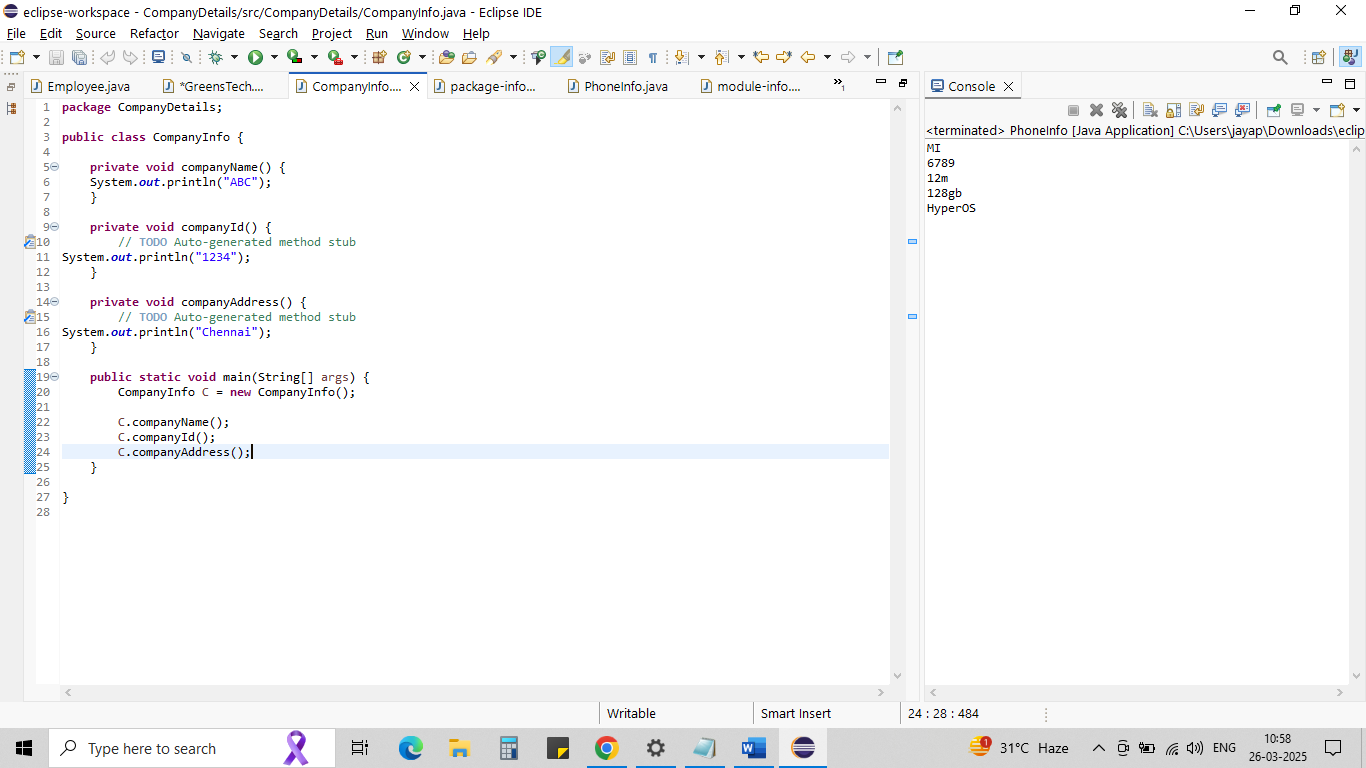 eclipse-workspace - CompanyDetails/src/CompanyDetails/CompanyInfo.java - Eclipse IDE
File Edit Source Refactor Navigate Search Project Run Window Help
Employee.java *GreensTech.... CompanyInfo.... package-info... PhoneInfo.java module-info.... »1
Console
1 package CompanyDetails;
2
3 public class CompanyInfo {
4
5 private void companyName() {
6 System.out.println("ABC");
7 }
8
9 private void companyId() {
10 // TODO Auto-generated method stub
11 System.out.println("1234");
12 }
13
14 private void companyAddress() {
15 // TODO Auto-generated method stub
16 System.out.println("Chennai");
17 }
18
19 public static void main(String[] args) {
20 CompanyInfo C = new CompanyInfo();
21
22 C.companyName();
23 C.companyId();
24 C.companyAddress();
25 }
26
27 }
28
<terminated> PhoneInfo [Java Application] C:\Users\jayap\Downloads\eclip
MI
6789
12m
128gb
HyperOS
Writable Smart Insert 24 : 28 : 484
Type here to search
1 31°C Haze ENG 10:58
26-03-2025